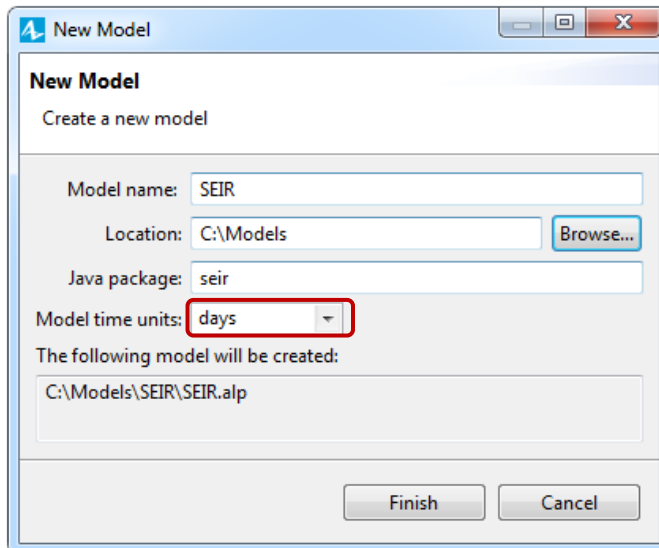 New Model
New Model
Create a new model
Model name: SEIR
Location: C:\Models Browse...
Java package: seir
Model time units: days
The following model will be created:
C:\Models\SEIR\SEIR.alp
Finish Cancel